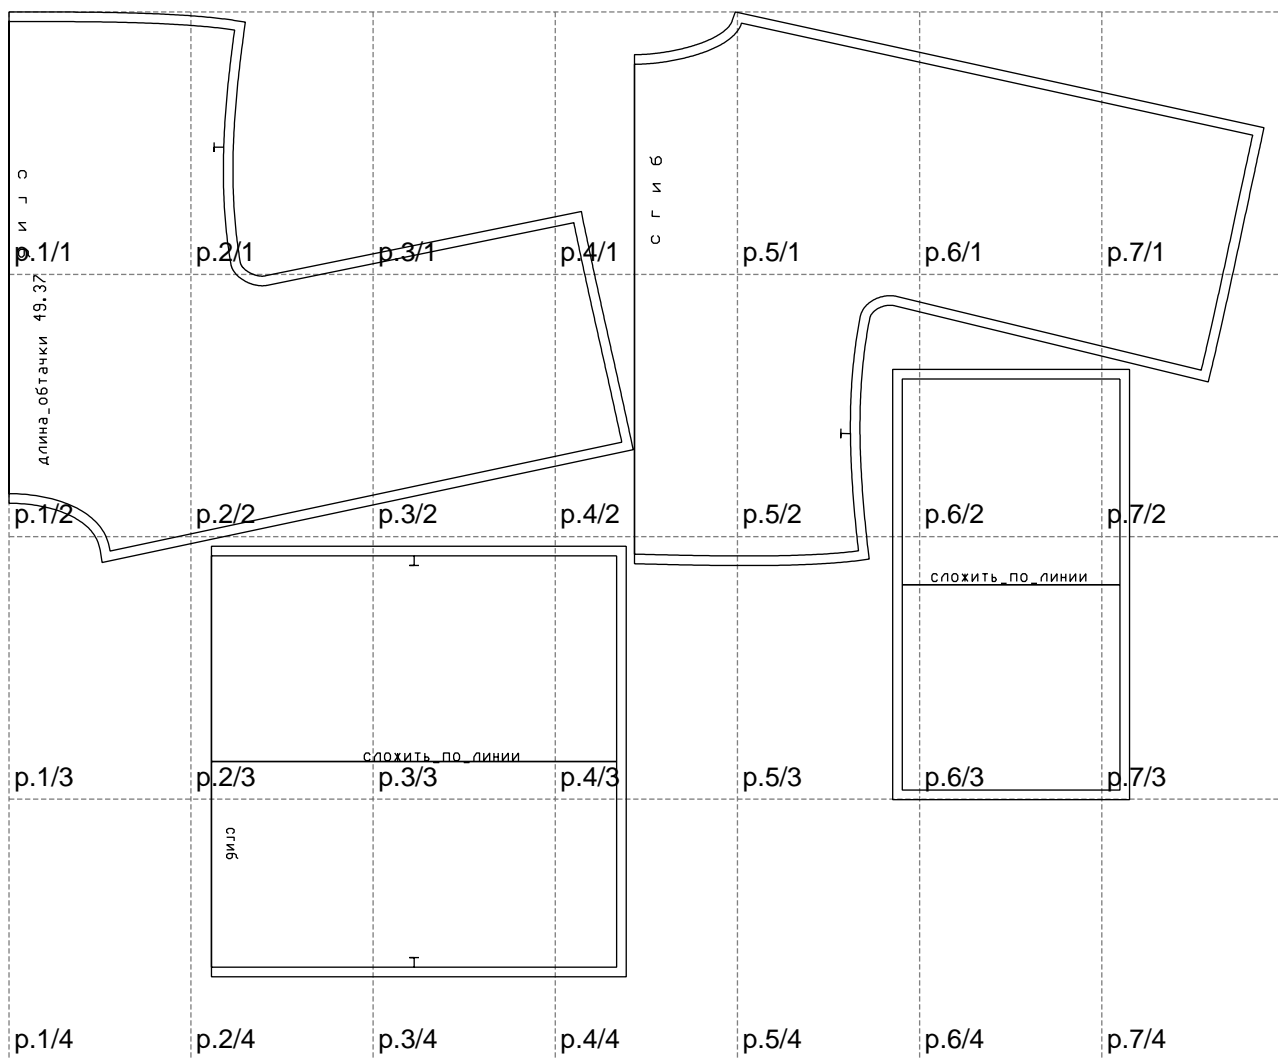 сгиб
сгиб
p.1/1
p.2/1
p.3/1
p.4/1
p.5/1
p.6/1
p.7/1
длина_обтачки 49.37
p.1/2
p.2/2
p.3/2
p.4/2
p.5/2
p.6/2
p.7/2
сложить_по_линии
сложить_по_линии
p.1/3
p.2/3
p.3/3
p.4/3
p.5/3
p.6/3
p.7/3
сгиб
p.1/4
p.2/4
p.3/4
p.4/4
p.5/4
p.6/4
p.7/4